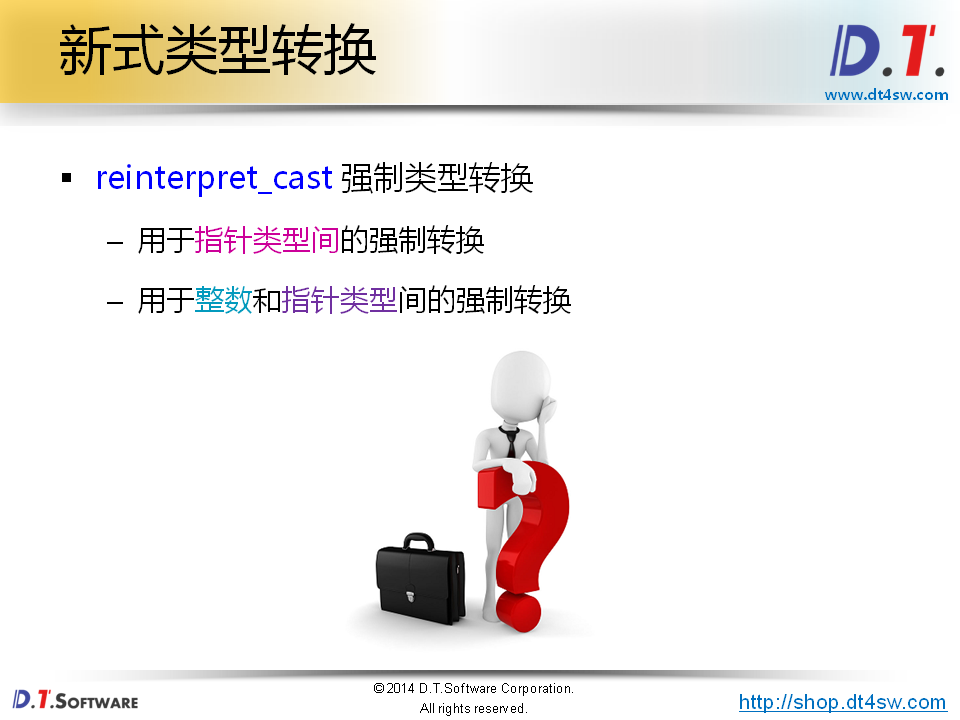 新式类型转换
D.T.
www.dt4sw.com
▪ reinterpret_cast 强制类型转换
– 用于指针类型间的强制转换
– 用于整数和指针类型间的强制转换
D.T.SOFTWARE
©2014 D.T.Software Corporation.
All rights reserved.
http://shop.dt4sw.com